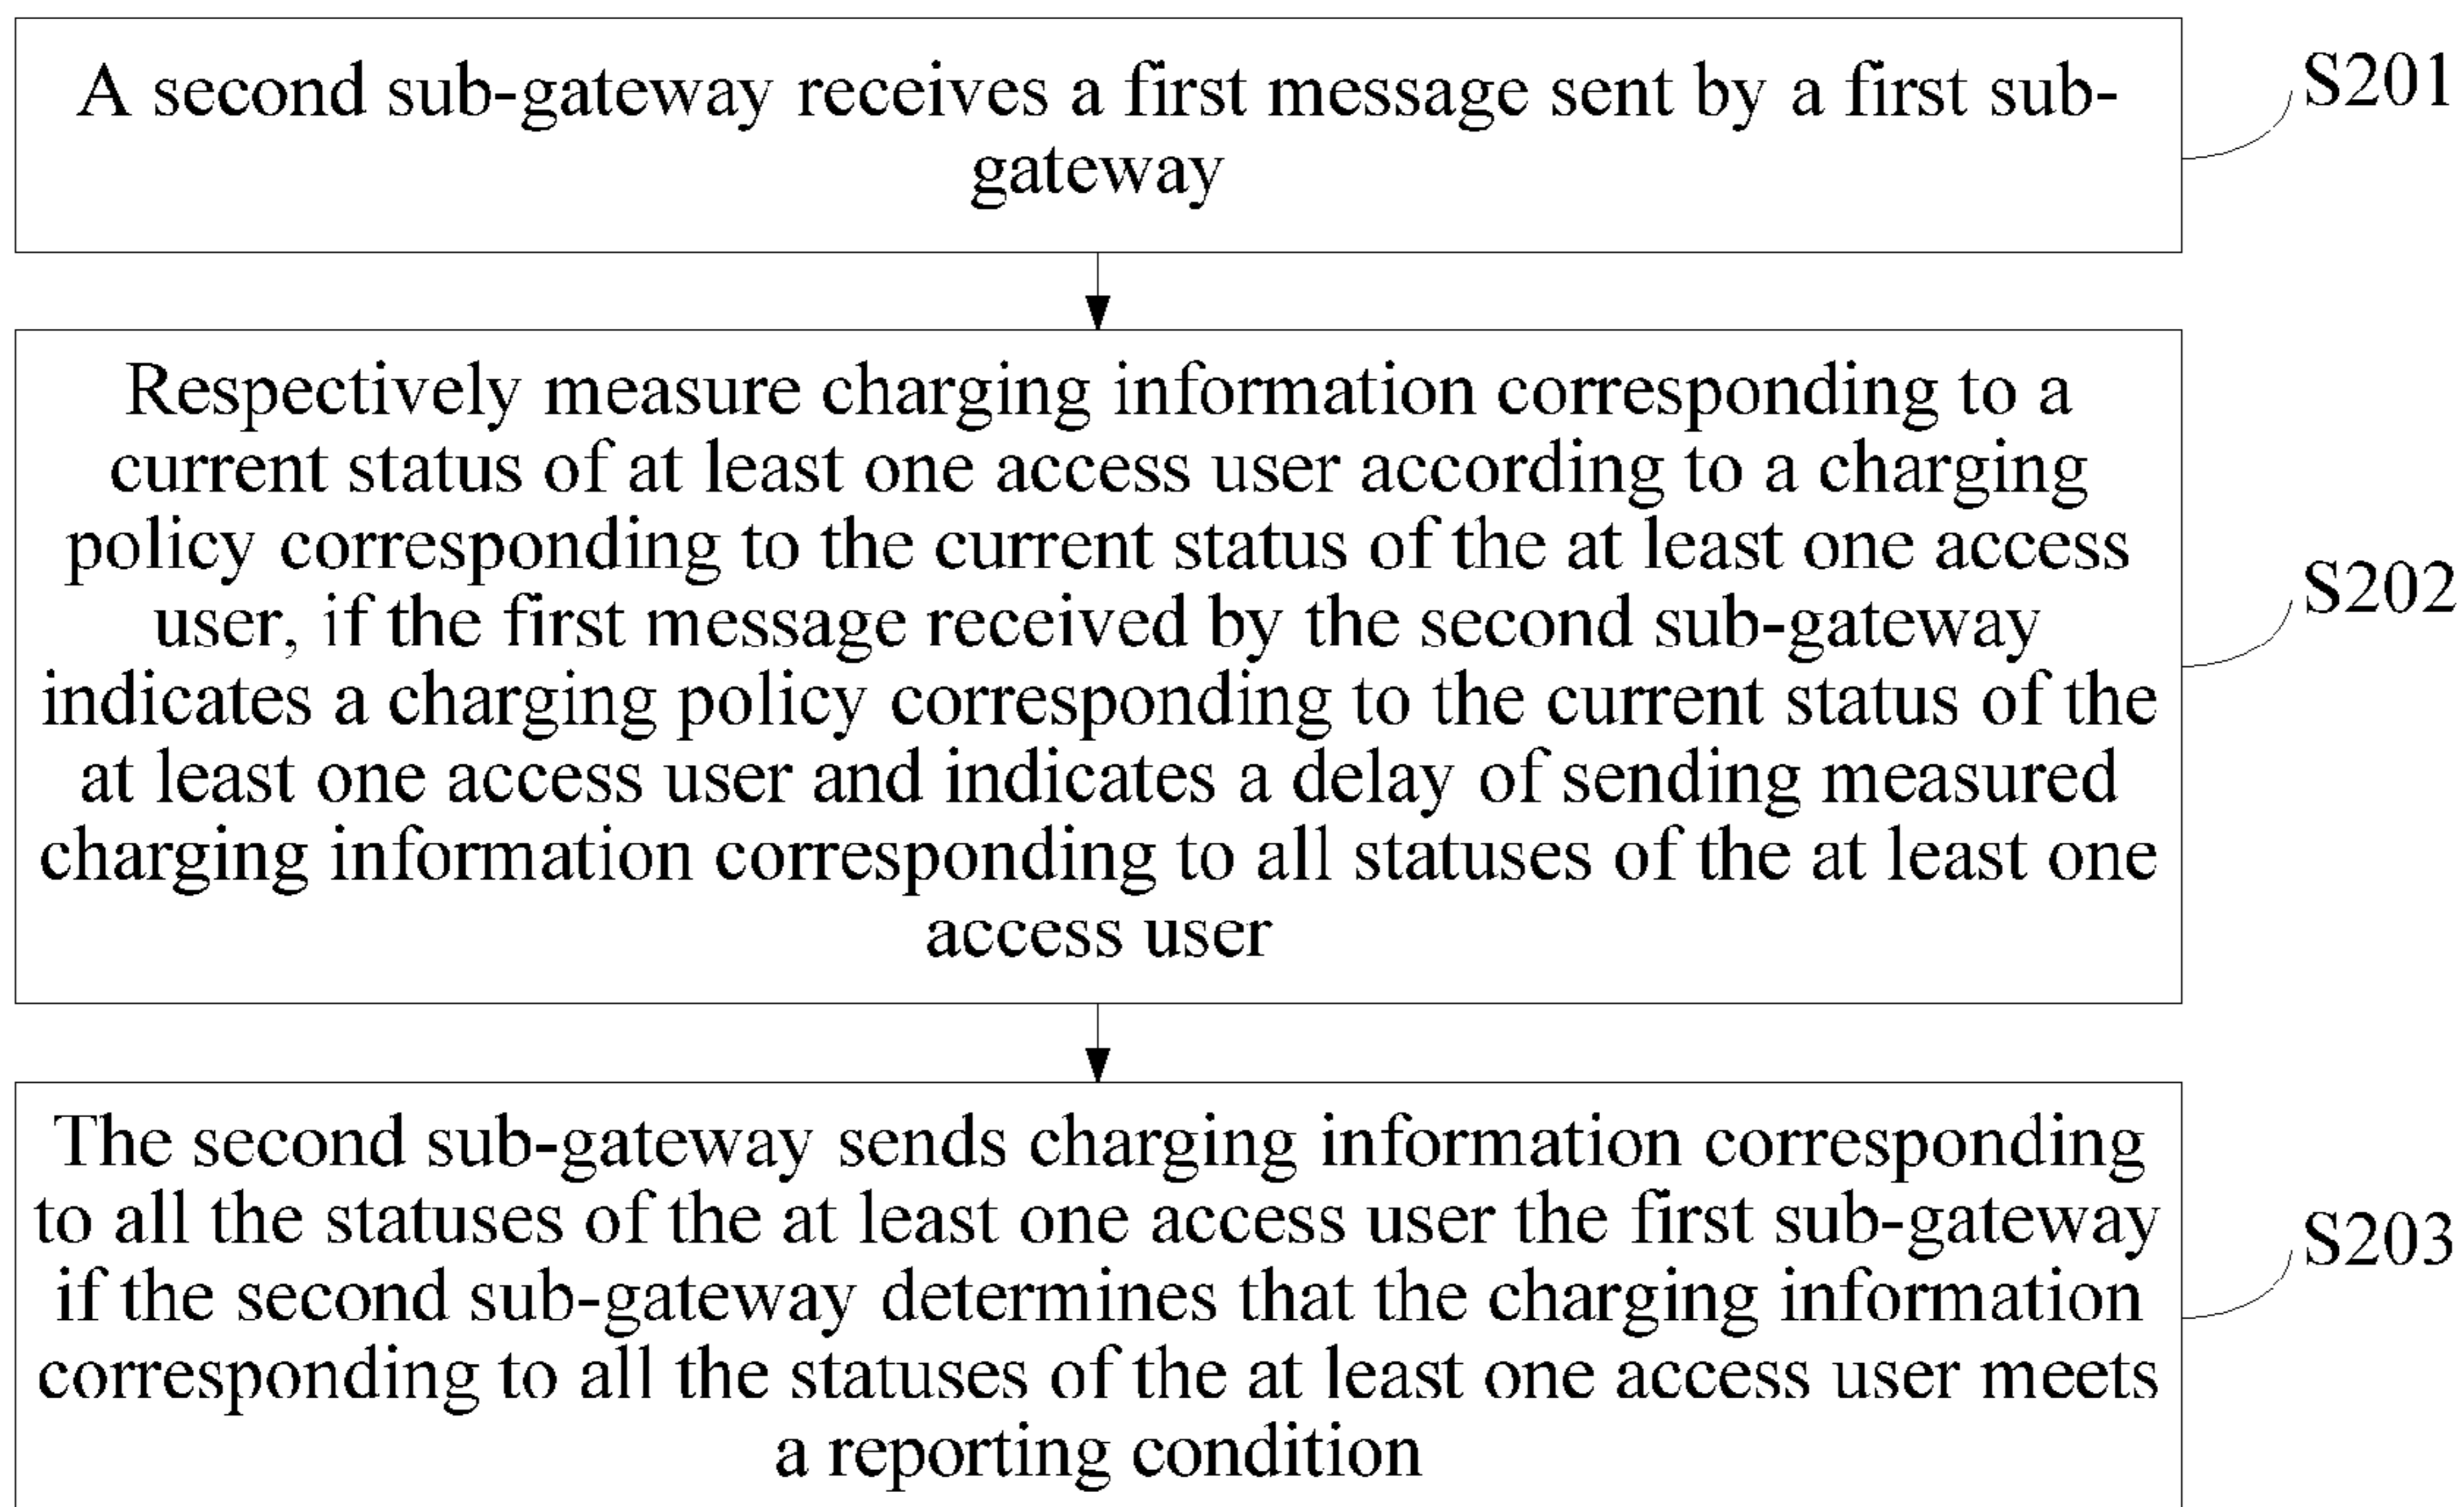 A second sub-gateway receives a first message sent by a first sub-
gateway
S201
Respectively measure charging information corresponding to a
current status of at least one access user according to a charging
policy corresponding to the current status of the at least one access
user, if the first message received by the second sub-gateway
indicates a charging policy corresponding to the current status of the
at least one access user and indicates a delay of sending measured
charging information corresponding to all statuses of the at least one
access user
S202
The second sub-gateway sends charging information corresponding
to all the statuses of the at least one access user the first sub-gateway
if the second sub-gateway determines that the charging information
corresponding to all the statuses of the at least one access user meets
a reporting condition
S203